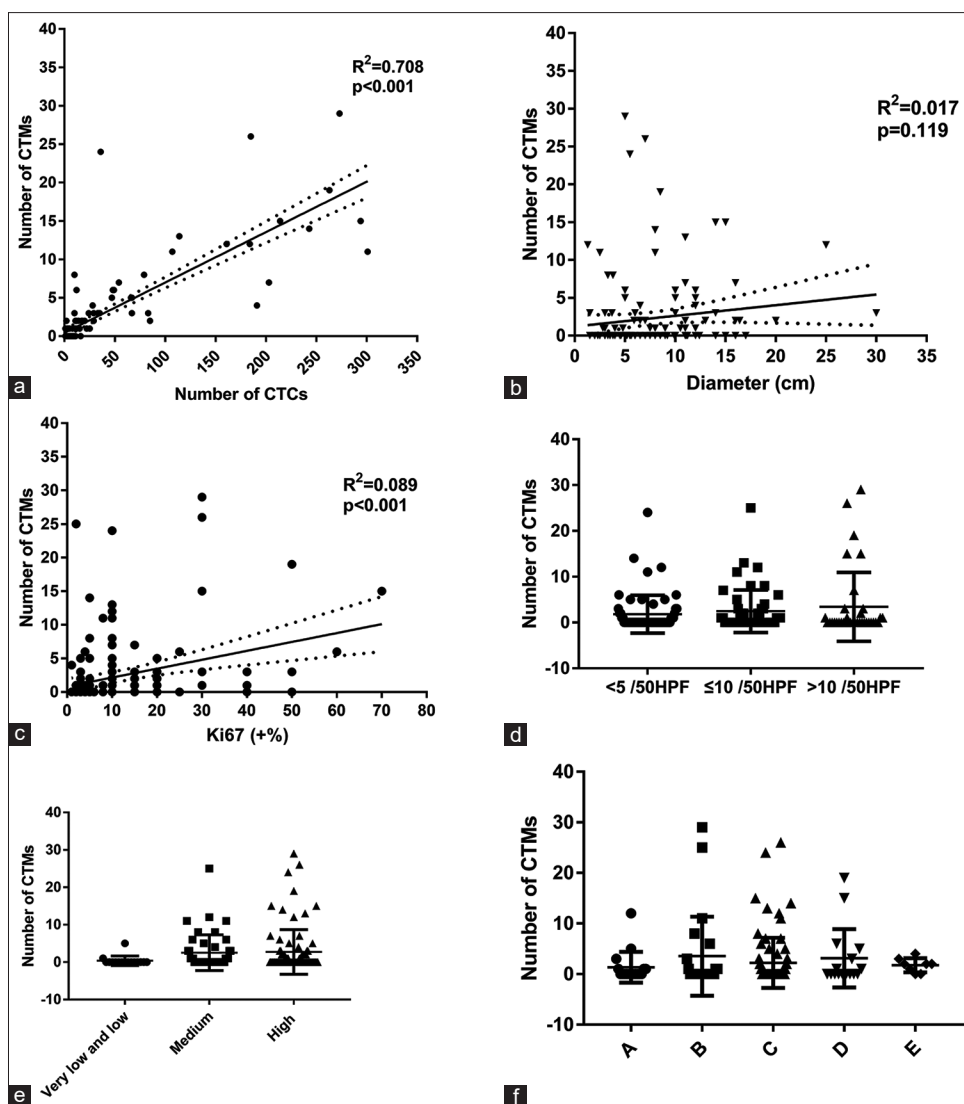 Number of CTMs
40
35
30
25
20
15
10
5
0
0 50 100 150 200 250 300 350
Number of CTCs
R²=0.708
p<0.001
a
Number of CTMs
40
35
30
25
20
15
10
5
0
0 5 10 15 20 25 30 35
Diameter (cm)
R²=0.017
p=0.119
b
Number of CTMs
40
35
30
25
20
15
10
5
0
0 10 20 30 40 50 60 70 80
Ki67 (+%)
R²=0.089
p<0.001
c
Number of CTMs
40
30
20
10
0
-10
<5 /50HPF ≤10 /50HPF >10 /50HPF
d
Number of CTMs
40
30
20
10
0
-10
Very low and low Medium High
e
Number of CTMs
40
30
20
10
0
-10
A B C D E
f